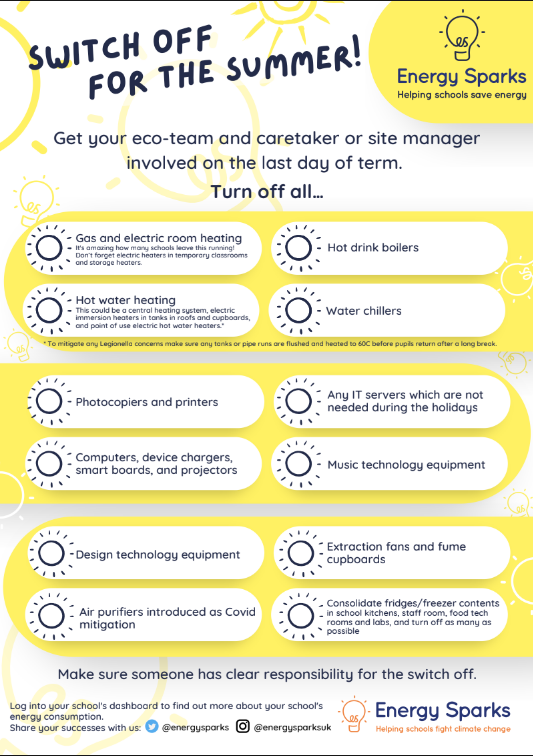 SWITCH OFF
FOR THE SUMMER!
Energy Sparks
Helping schools save energy
Get your eco-team and caretaker or site manager
involved on the last day of term.
Turn off all...
Gas and electric room heating
It's amazing how many schools leave this running!
Don't forget electric heaters in temporary classrooms
and storage heaters.
Hot drink boilers
Hot water heating
This could be a central heating system, electric
immersion heaters in tanks in roofs and cupboards,
and point of use electric hot water heaters.*
Water chillers
* To mitigate any Legionella concerns make sure any tanks or pipe runs are flushed and heated to 60C before pupils return after a long break.
Photocopiers and printers
Any IT servers which are not
needed during the holidays
Computers, device chargers,
smart boards, and projectors
Music technology equipment
Design technology equipment
Extraction fans and fume
cupboards
Air purifiers introduced as Covid
mitigation
Consolidate fridges/freezer contents
in school kitchens, staff room, food tech
rooms and labs, and turn off as many as
possible
Make sure someone has clear responsibility for the switch off.
Log into your school's dashboard to find out more about your school's
energy consumption.
Share your successes with us: @energysparks @energysparksuk
Energy Sparks
Helping schools fight climate change